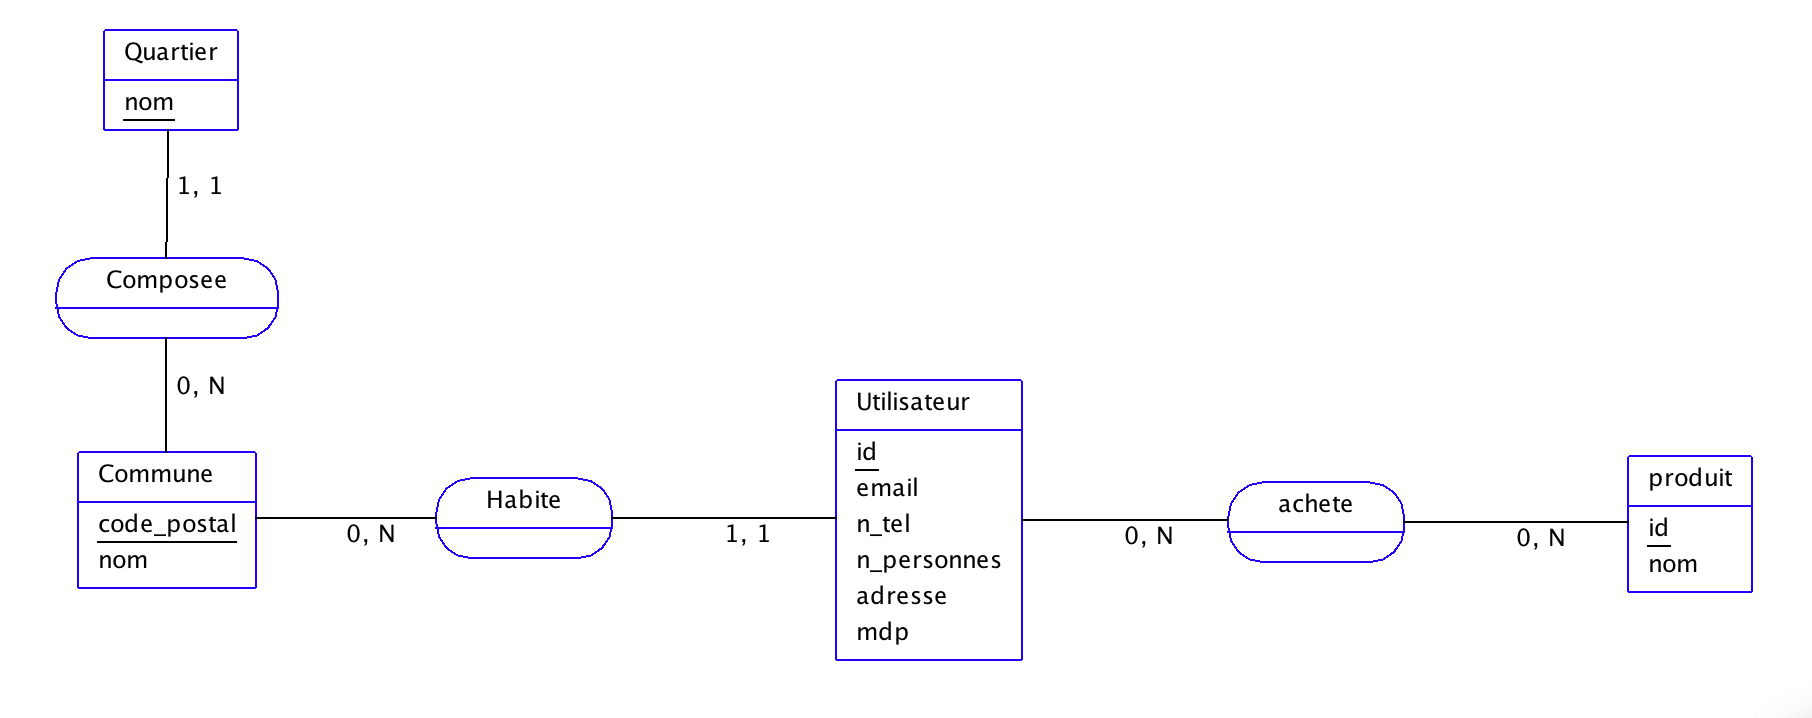 Quartier
nom
1, 1
Composee
0, N
Commune
code_postal
nom
0, N
Habite
1, 1
Utilisateur
id
email
n_tel
n_personnes
adresse
mdp
0, N
achete
0, N
produit
id
nom